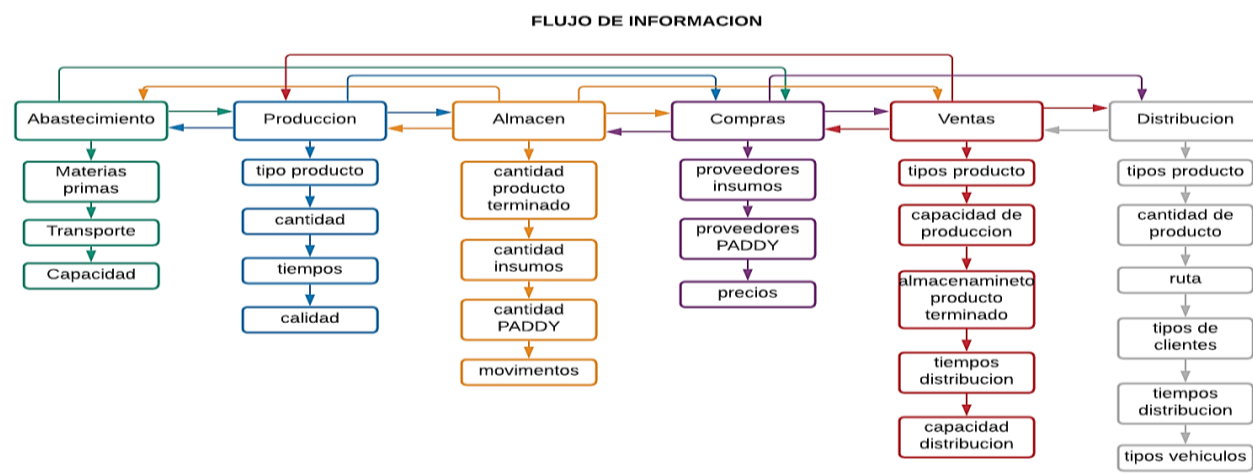 FLUJO DE INFORMACION
Abastecimiento
Materias
primas
Transporte
Capacidad
Produccion
tipo producto
cantidad
tiempos
calidad
Almacen
cantidad
producto
terminado
cantidad
insumos
cantidad
PADDY
movimentos
Compras
proveedores
insumos
proveedores
PADDY
precios
Ventas
tipos producto
capacidad de
produccion
almacenamineto
producto
terminado
tiempos
distribucion
capacidad
distribucion
Distribucion
tipos producto
cantidad de
producto
ruta
tipos de
clientes
tiempos
distribucion
tipos vehiculos